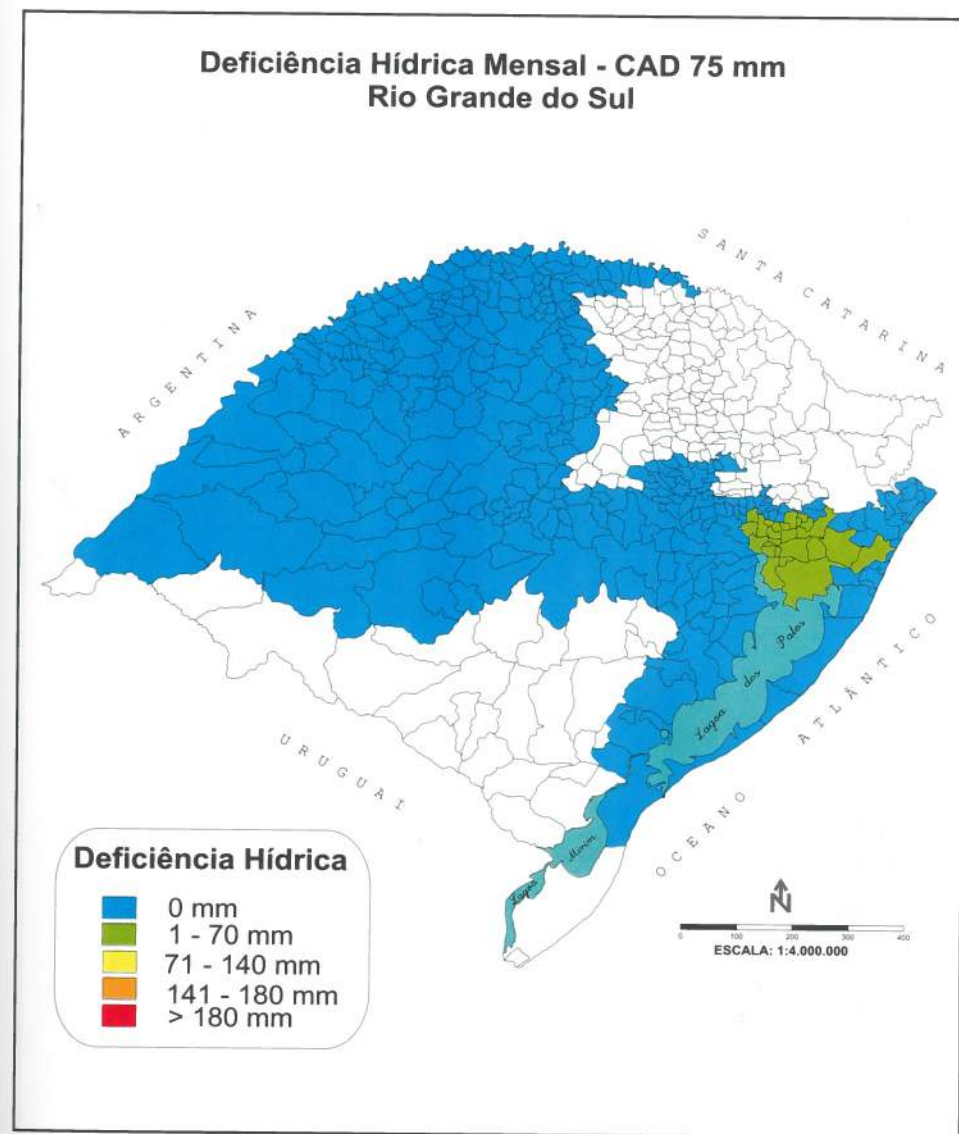 Deficiência Hídrica Mensal - CAD 75 mm
Rio Grande do Sul
SANTA CATARINA
ARGENTINA
Lagoa dos Patos
OCEANO ATLÂNTICO
URUGUAI
Lagoa Mirim
Deficiência Hídrica
0 mm
1 - 70 mm
71 - 140 mm
141 - 180 mm
> 180 mm
N
0 100 200 300 400
ESCALA: 1:4.000.000